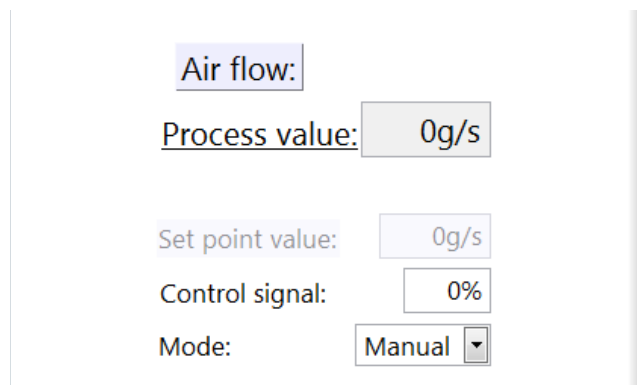 Air flow:
Process value: 0g/s
Set point value: 0g/s
Control signal: 0%
Mode: Manual